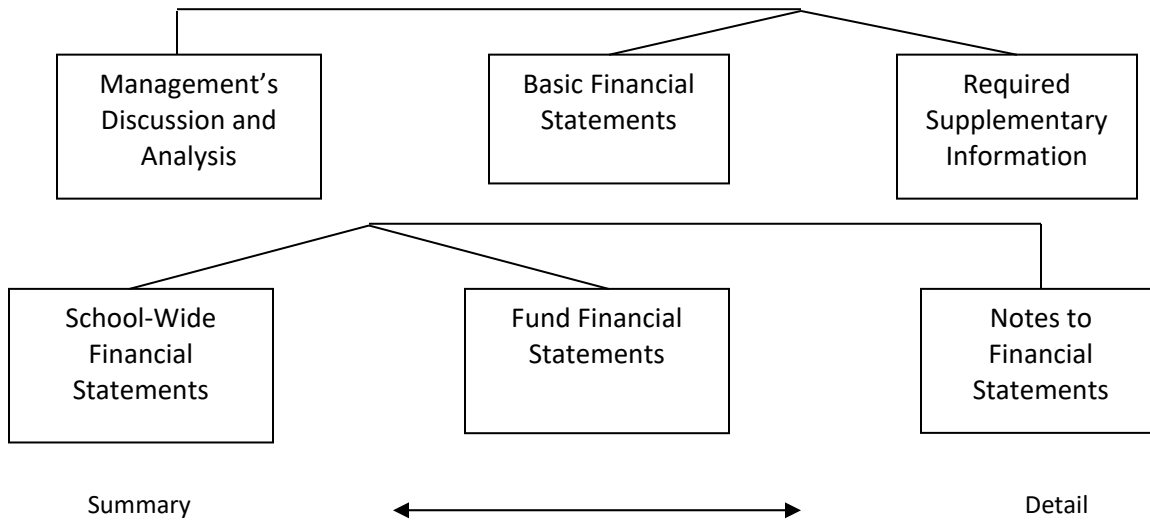 Management’s
Discussion and
Analysis
Basic Financial
Statements
Required
Supplementary
Information
School-Wide
Financial
Statements
Fund Financial
Statements
Notes to
Financial
Statements
Summary
Detail